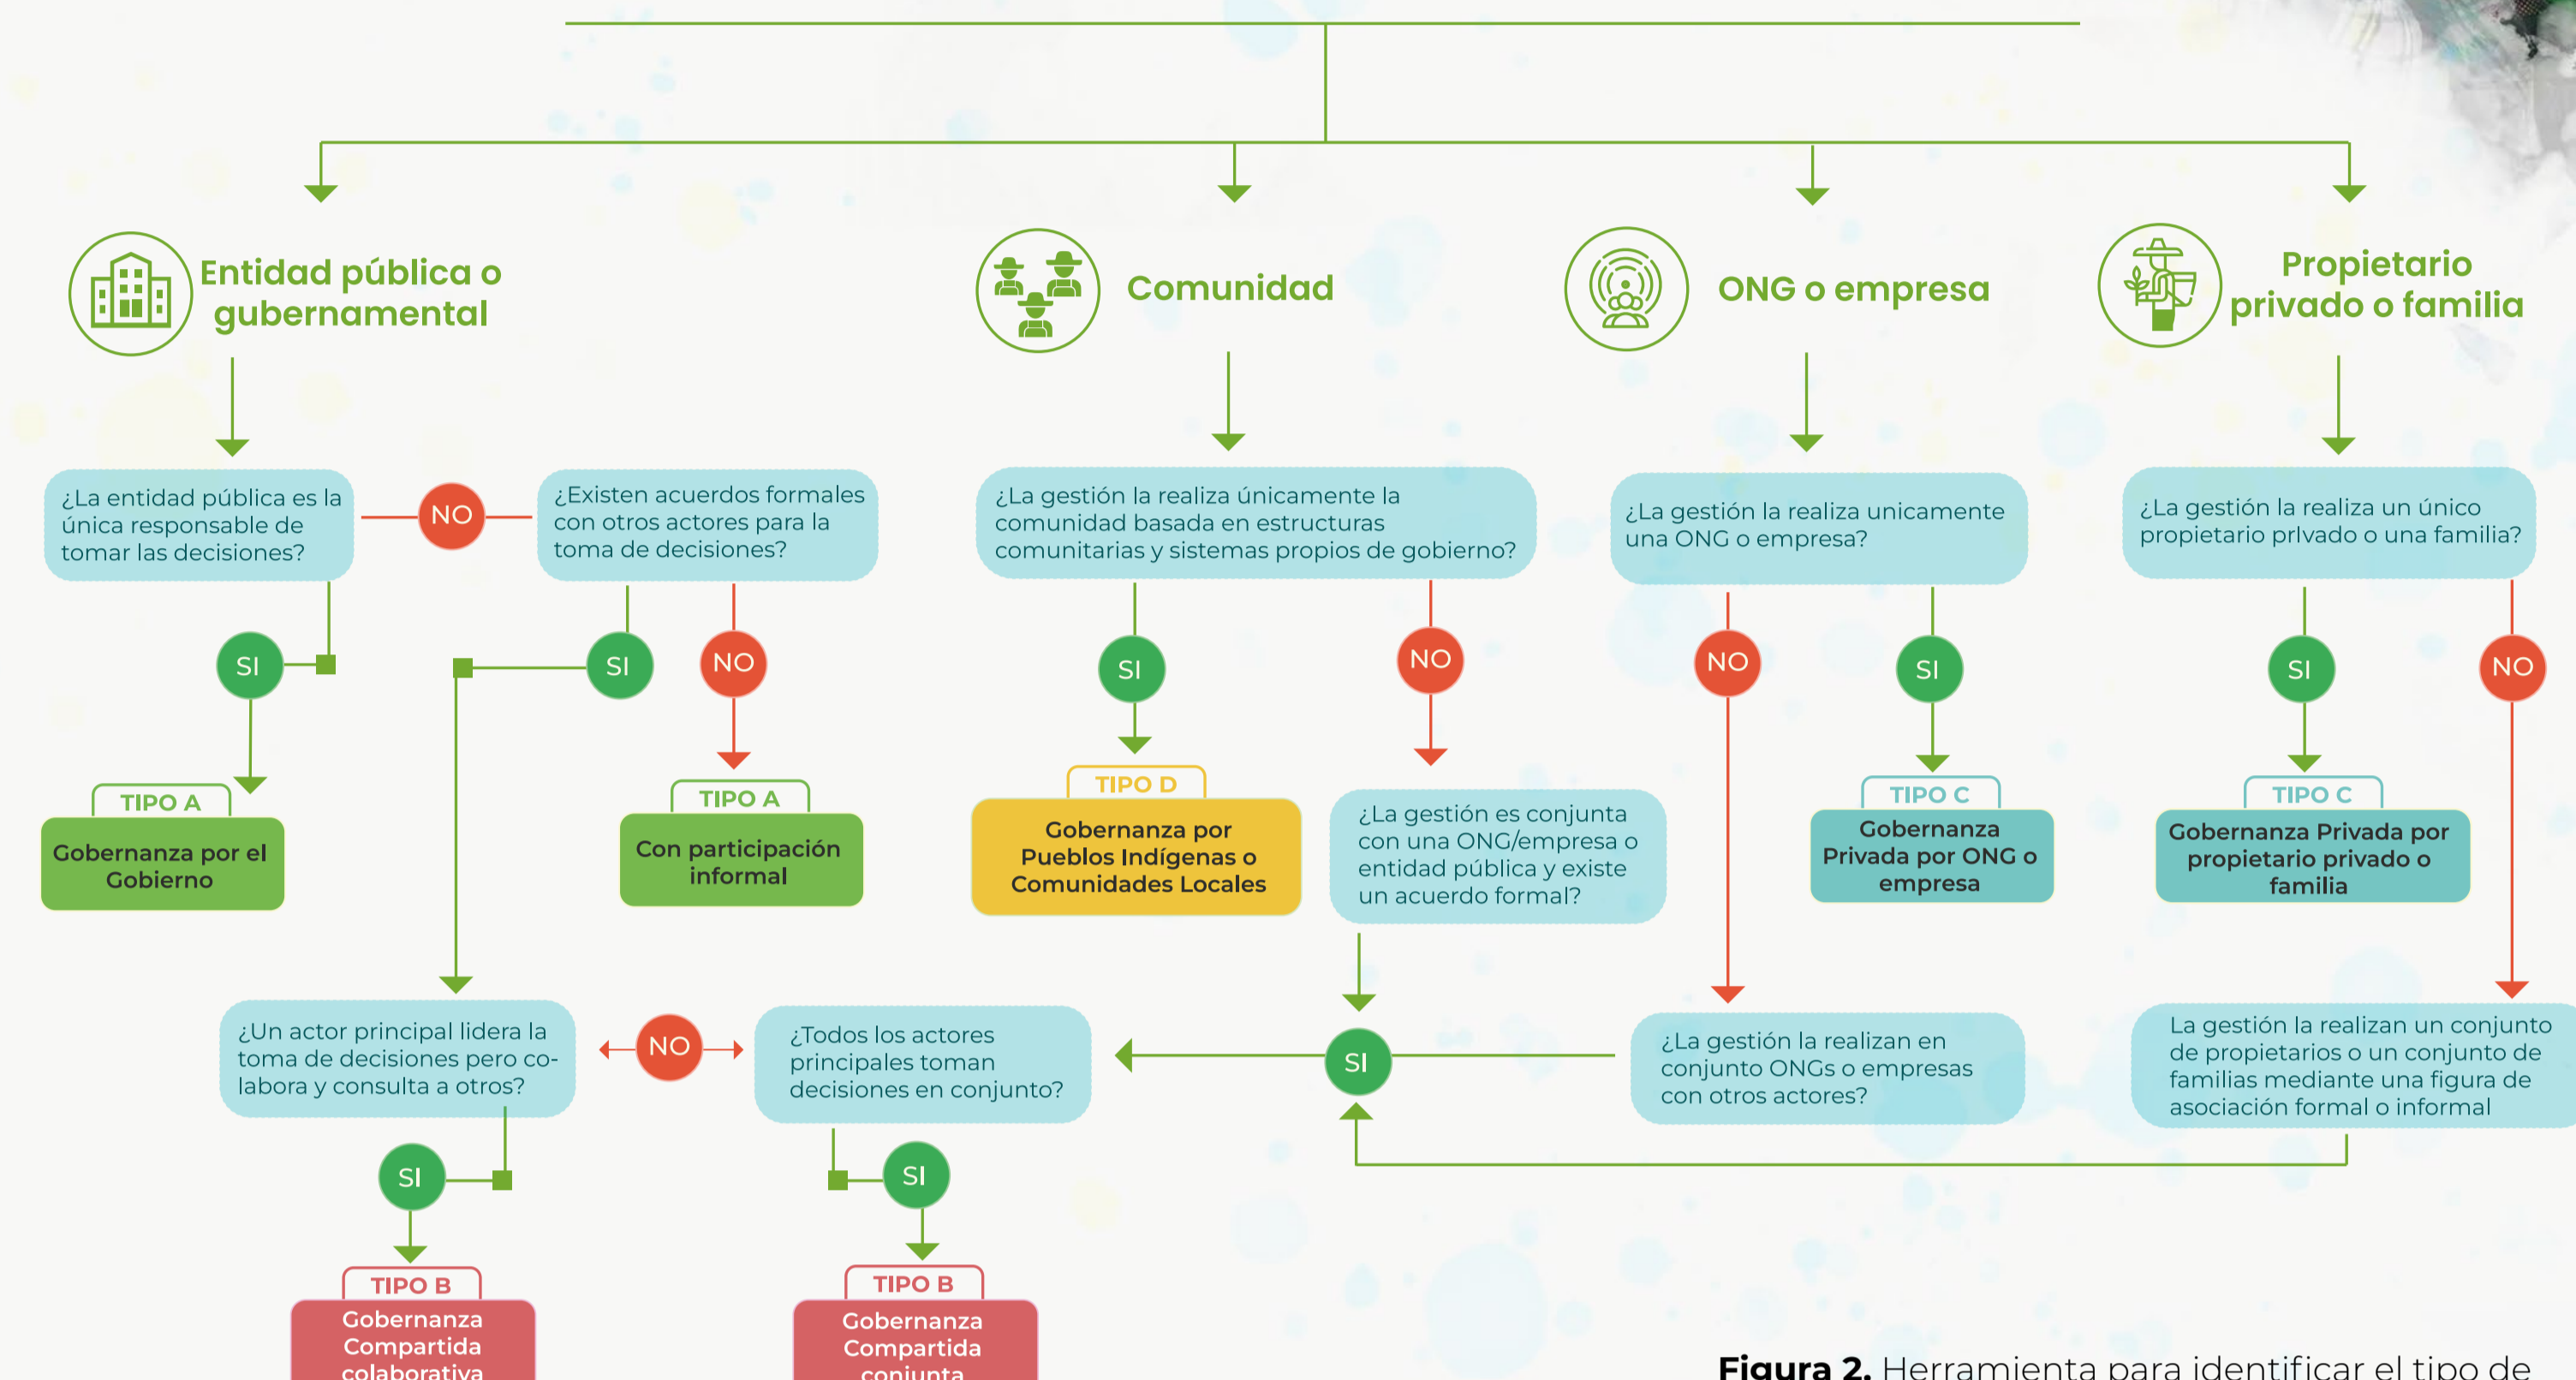 Entidad pública o
gubernamental
Comunidad
ONG o empresa
Propietario
privado o familia
¿La entidad pública es la
única responsable de
tomar las decisiones?
NO
¿Existen acuerdos formales
con otros actores para la
toma de decisiones?
¿La gestión la realiza únicamente la
comunidad basada en estructuras
comunitarias y sistemas propios de gobierno?
¿La gestión la realiza unicamente
una ONG o empresa?
¿La gestión la realiza un único
propietario prIvado o una familia?
SI
SI
NO
SI
NO
NO
SI
SI
NO
TIPO A
Gobernanza por el
Gobierno
TIPO A
Con participación
informal
TIPO D
Gobernanza por
Pueblos Indígenas o
Comunidades Locales
¿La gestión es conjunta
con una ONG/empresa o
entidad pública y existe
un acuerdo formal?
TIPO C
Gobernanza
Privada por ONG o
empresa
TIPO C
Gobernanza Privada por
propietario privado o
familia
¿Un actor principal lidera la
toma de decisiones pero co-
labora y consulta a otros?
NO
¿Todos los actores
principales toman
decisiones en conjunto?
SI
¿La gestión la realizan en
conjunto ONGs o empresas
con otros actores?
La gestión la realizan un conjunto
de propietarios o un conjunto de
familias mediante una figura de
asociación formal o informal
SI
SI
TIPO B
Gobernanza
Compartida
colaborativa
TIPO B
Gobernanza
Compartida
conjunta
Figura 2. Herramienta para identificar el tipo de